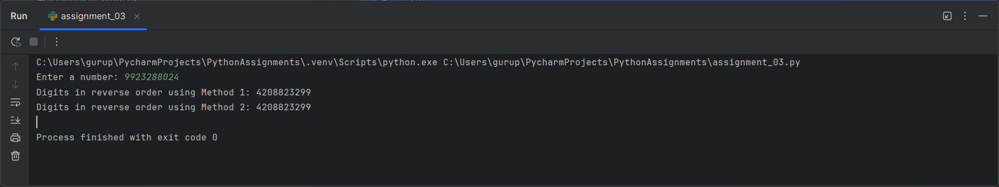 Run assignment_03
C:\Users\gurup\PycharmProjects\PythonAssignments\.venv\Scripts\python.exe C:\Users\gurup\PycharmProjects\PythonAssignments\assignment_03.py
Enter a number: 9923288024
Digits in reverse order using Method 1: 4208823299
Digits in reverse order using Method 2: 4208823299
Process finished with exit code 0